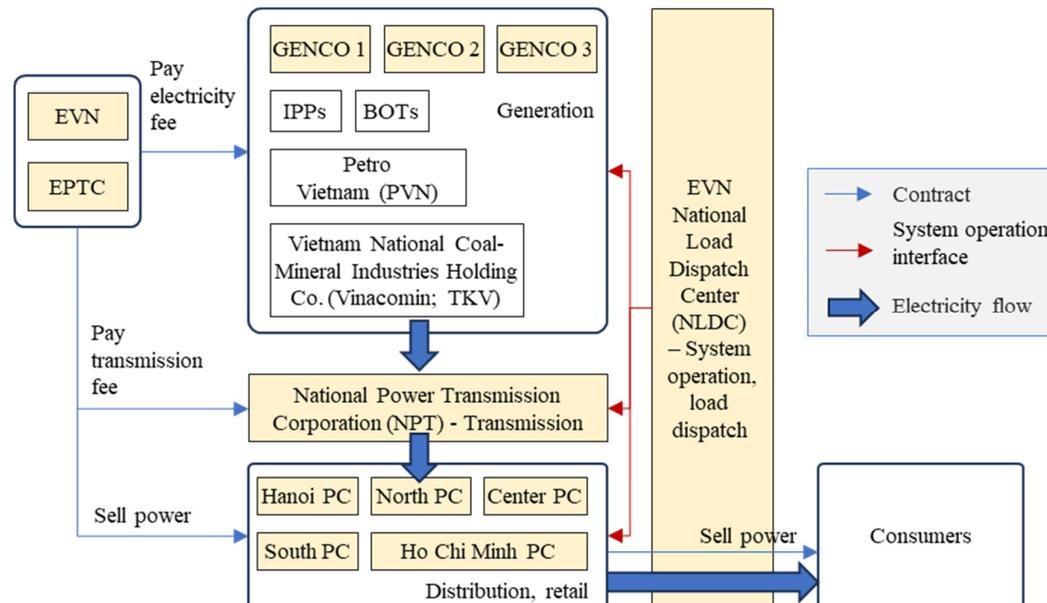 GENCO 1
GENCO 2
GENCO 3
Pay
electricity
fee
EVN
EPTC
IPPs
BOTs
Generation
Petro
Vietnam (PVN)
Vietnam National Coal-
Mineral Industries Holding
Co. (Vinacomin; TKV)
EVN
National
Load
Dispatch
Center
(NLDC)
– System
operation,
load
dispatch
Contract
System operation
interface
Electricity flow
Pay
transmission
fee
National Power Transmission
Corporation (NPT) - Transmission
Sell power
Hanoi PC
North PC
Center PC
South PC
Ho Chi Minh PC
Distribution, retail
Sell power
Consumers